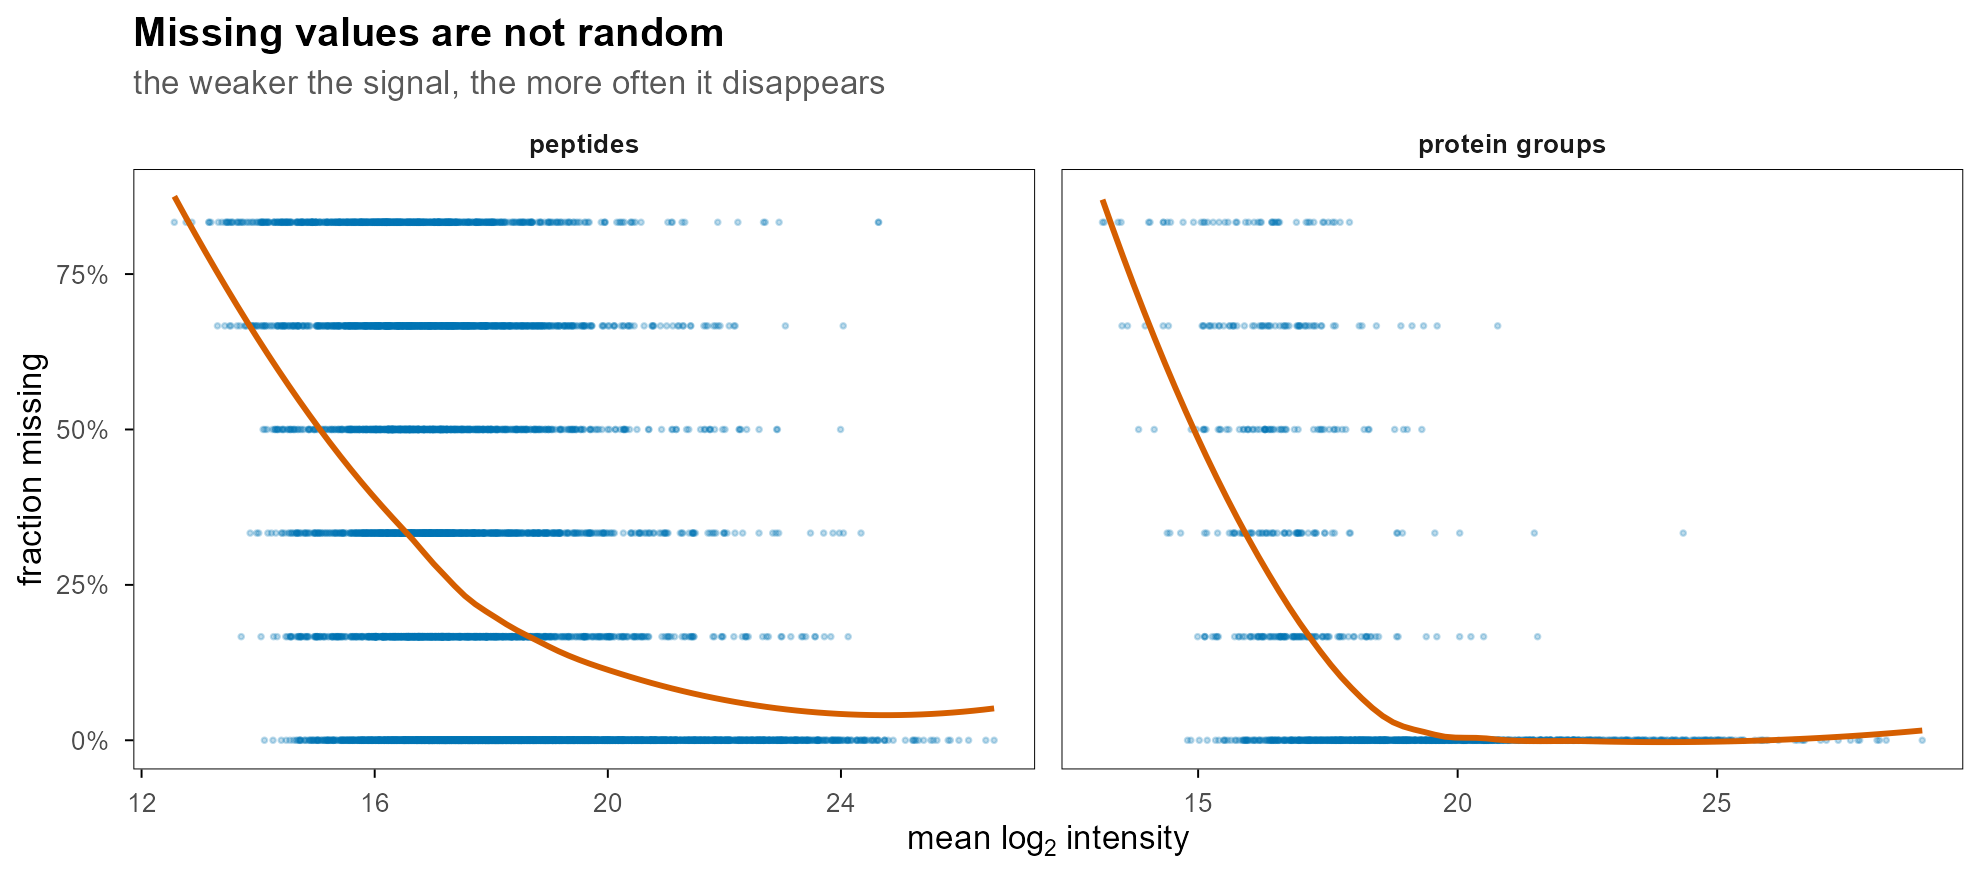 Missing values are not random
the weaker the signal, the more often it disappears
peptides
protein groups
fraction missing
75%
50%
25%
0%
12 16 20 24
15 20 25
mean log₂ intensity